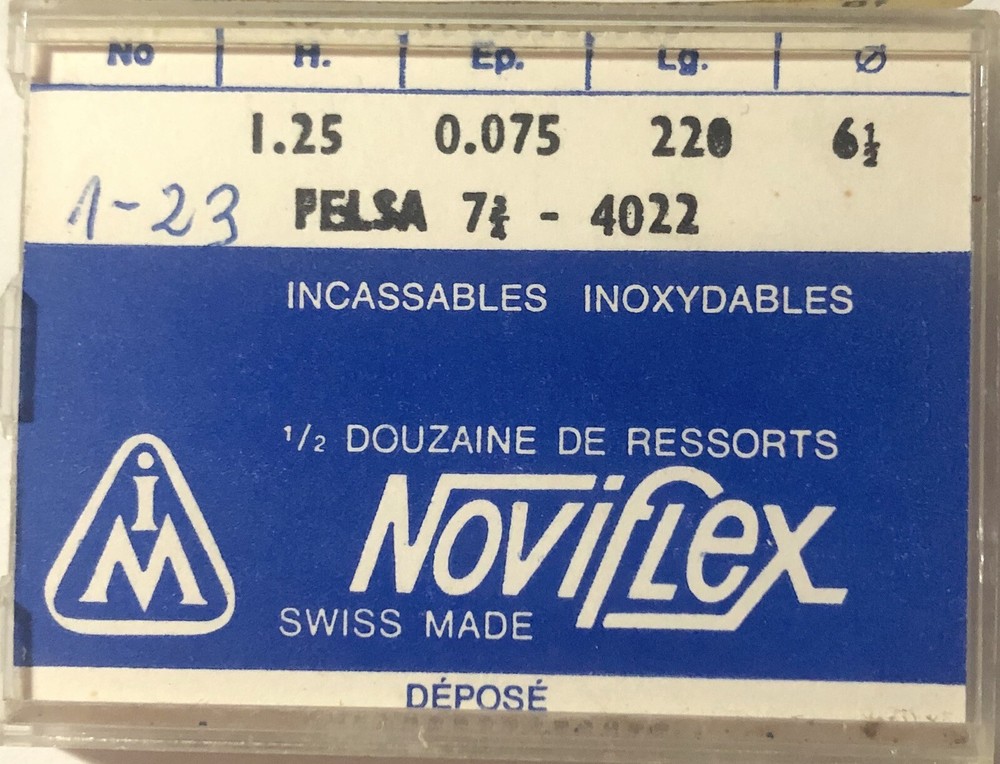 No H. Ep. Lg. Ø
1.25 0.075 220 6½
1-23 FELSA 7¾ - 4022
INCASSABLES INOXYDABLES
1/2 DOUZAINE DE RESSORTS
IM
NOViFLex
SWISS MADE
DÉPOSÉ